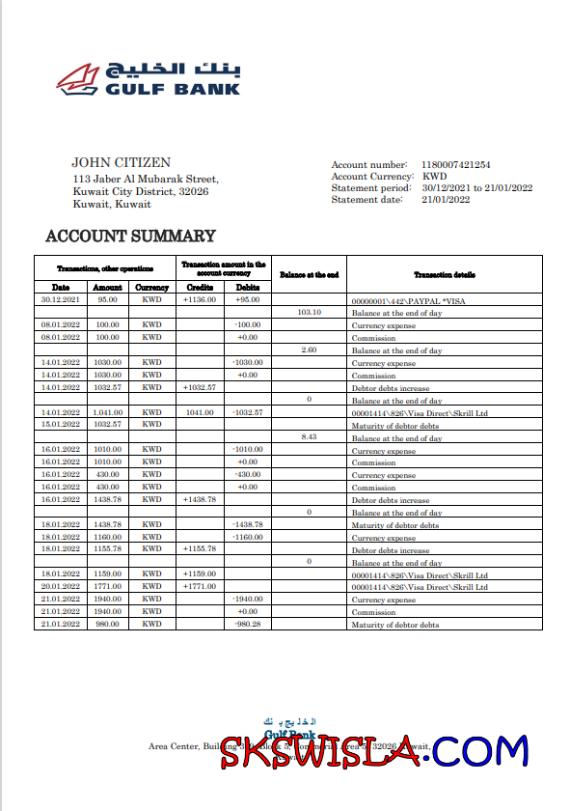 بنك الخليج
GULF BANK
JOHN CITIZEN
113 Jaber Al Mubarak Street,
Kuwait City District, 32026
Kuwait, Kuwait
Account number: 1180007421254
Account Currency: KWD
Statement period: 30/12/2021 to 21/01/2022
Statement date: 21/01/2022
ACCOUNT SUMMARY
Transactions, other operations Transaction amount in the account currency Balance at the end Transaction details
Date Amount Currency Credits Debits
30.12.2021 95.00 KWD +1136.00 +95.00 00000001\442\PAYPAL *VISA
103.10 Balance at the end of day
08.01.2022 100.00 KWD -100.00 Currency expense
08.01.2022 100.00 KWD +0.00 Commission
2.60 Balance at the end of day
14.01.2022 1030.00 KWD -1030.00 Currency expense
14.01.2022 1030.00 KWD +0.00 Commission
14.01.2022 1032.57 KWD +1032.57 Debtor debts increase
0 Balance at the end of day
14.01.2022 1.041.00 KWD 1041.00 -1032.57 00001414\826\Visa Direct\Skrill Ltd
15.01.2022 1032.57 KWD Maturity of debtor debts
8.43 Balance at the end of day
16.01.2022 1010.00 KWD -1010.00 Currency expense
16.01.2022 1010.00 KWD +0.00 Commission
16.01.2022 430.00 KWD -430.00 Currency expense
16.01.2022 430.00 KWD +0.00 Commission
16.01.2022 1438.78 KWD +1438.78 Debtor debts increase
0 Balance at the end of day
18.01.2022 1438.78 KWD -1438.78 Maturity of debtor debts
18.01.2022 1160.00 KWD -1160.00 Currency expense
18.01.2022 1155.78 KWD +1155.78 Debtor debts increase
0 Balance at the end of day
18.01.2022 1159.00 KWD +1159.00 00001414\826\Visa Direct\Skrill Ltd
20.01.2022 1771.00 KWD +1771.00 00001414\826\Visa Direct\Skrill Ltd
21.01.2022 1940.00 KWD -1940.00 Currency expense
21.01.2022 1940.00 KWD +0.00 Commission
21.01.2022 980.00 KWD -980.28 Maturity of debtor debts
الخليج بنك
Gulf Bank
Area Center, 32026
SKSWISLA.COM